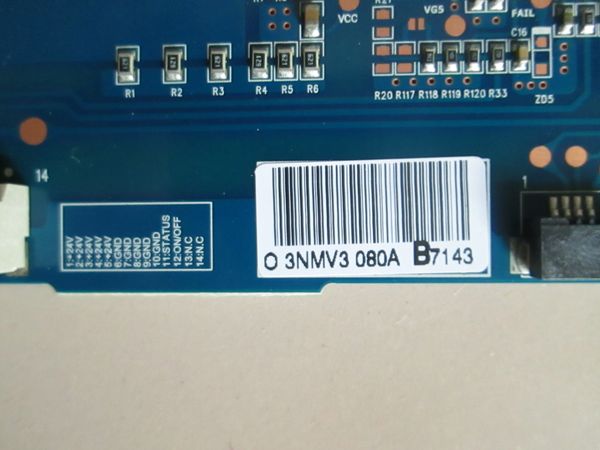 VCC
VG5
FAIL
C16
R1 R2 R3 R4 R5 R6
R20 R117 R118 R119 R120 R33
ZD5
14
1
1:+24V
2:+24V
3:+24V
4:+24V
5:+24V
6:GND
7:GND
8:GND
9:GND
10:GND
11:STATUS
12:ON/OFF
13:N.C
14:N.C
O 3NMV3 080A B7143